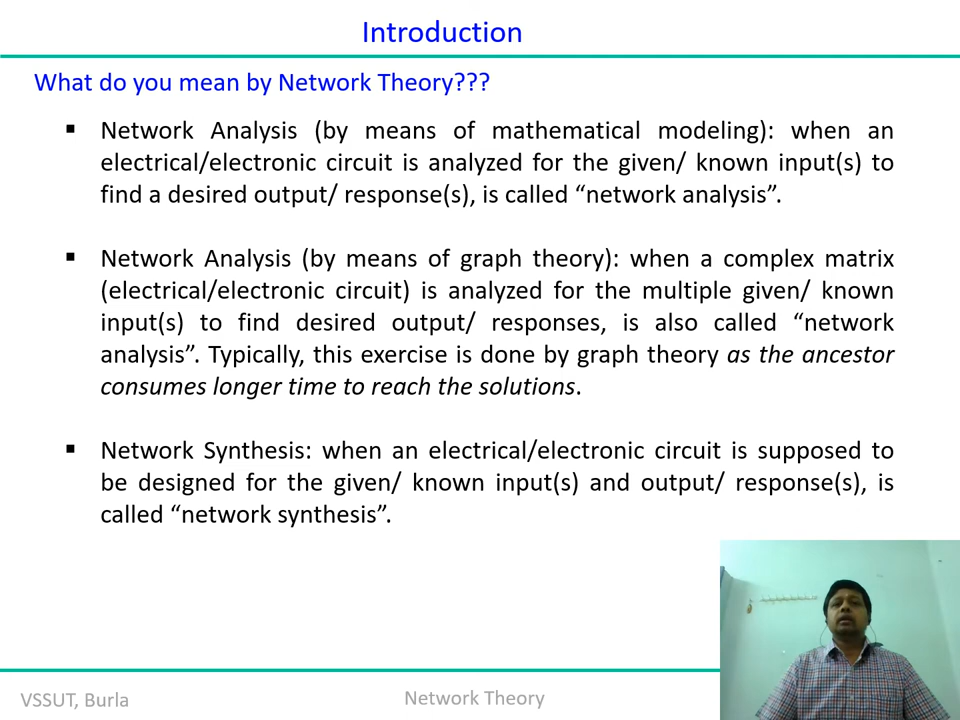 Introduction
What do you mean by Network Theory???
▪ Network Analysis (by means of mathematical modeling): when an
electrical/electronic circuit is analyzed for the given/ known input(s) to
find a desired output/ response(s), is called “network analysis”.
▪ Network Analysis (by means of graph theory): when a complex matrix
(electrical/electronic circuit) is analyzed for the multiple given/ known
input(s) to find desired output/ responses, is also called “network
analysis”. Typically, this exercise is done by graph theory as the ancestor
consumes longer time to reach the solutions.
▪ Network Synthesis: when an electrical/electronic circuit is supposed to
be designed for the given/ known input(s) and output/ response(s), is
called “network synthesis”.
VSSUT, Burla
Network Theory